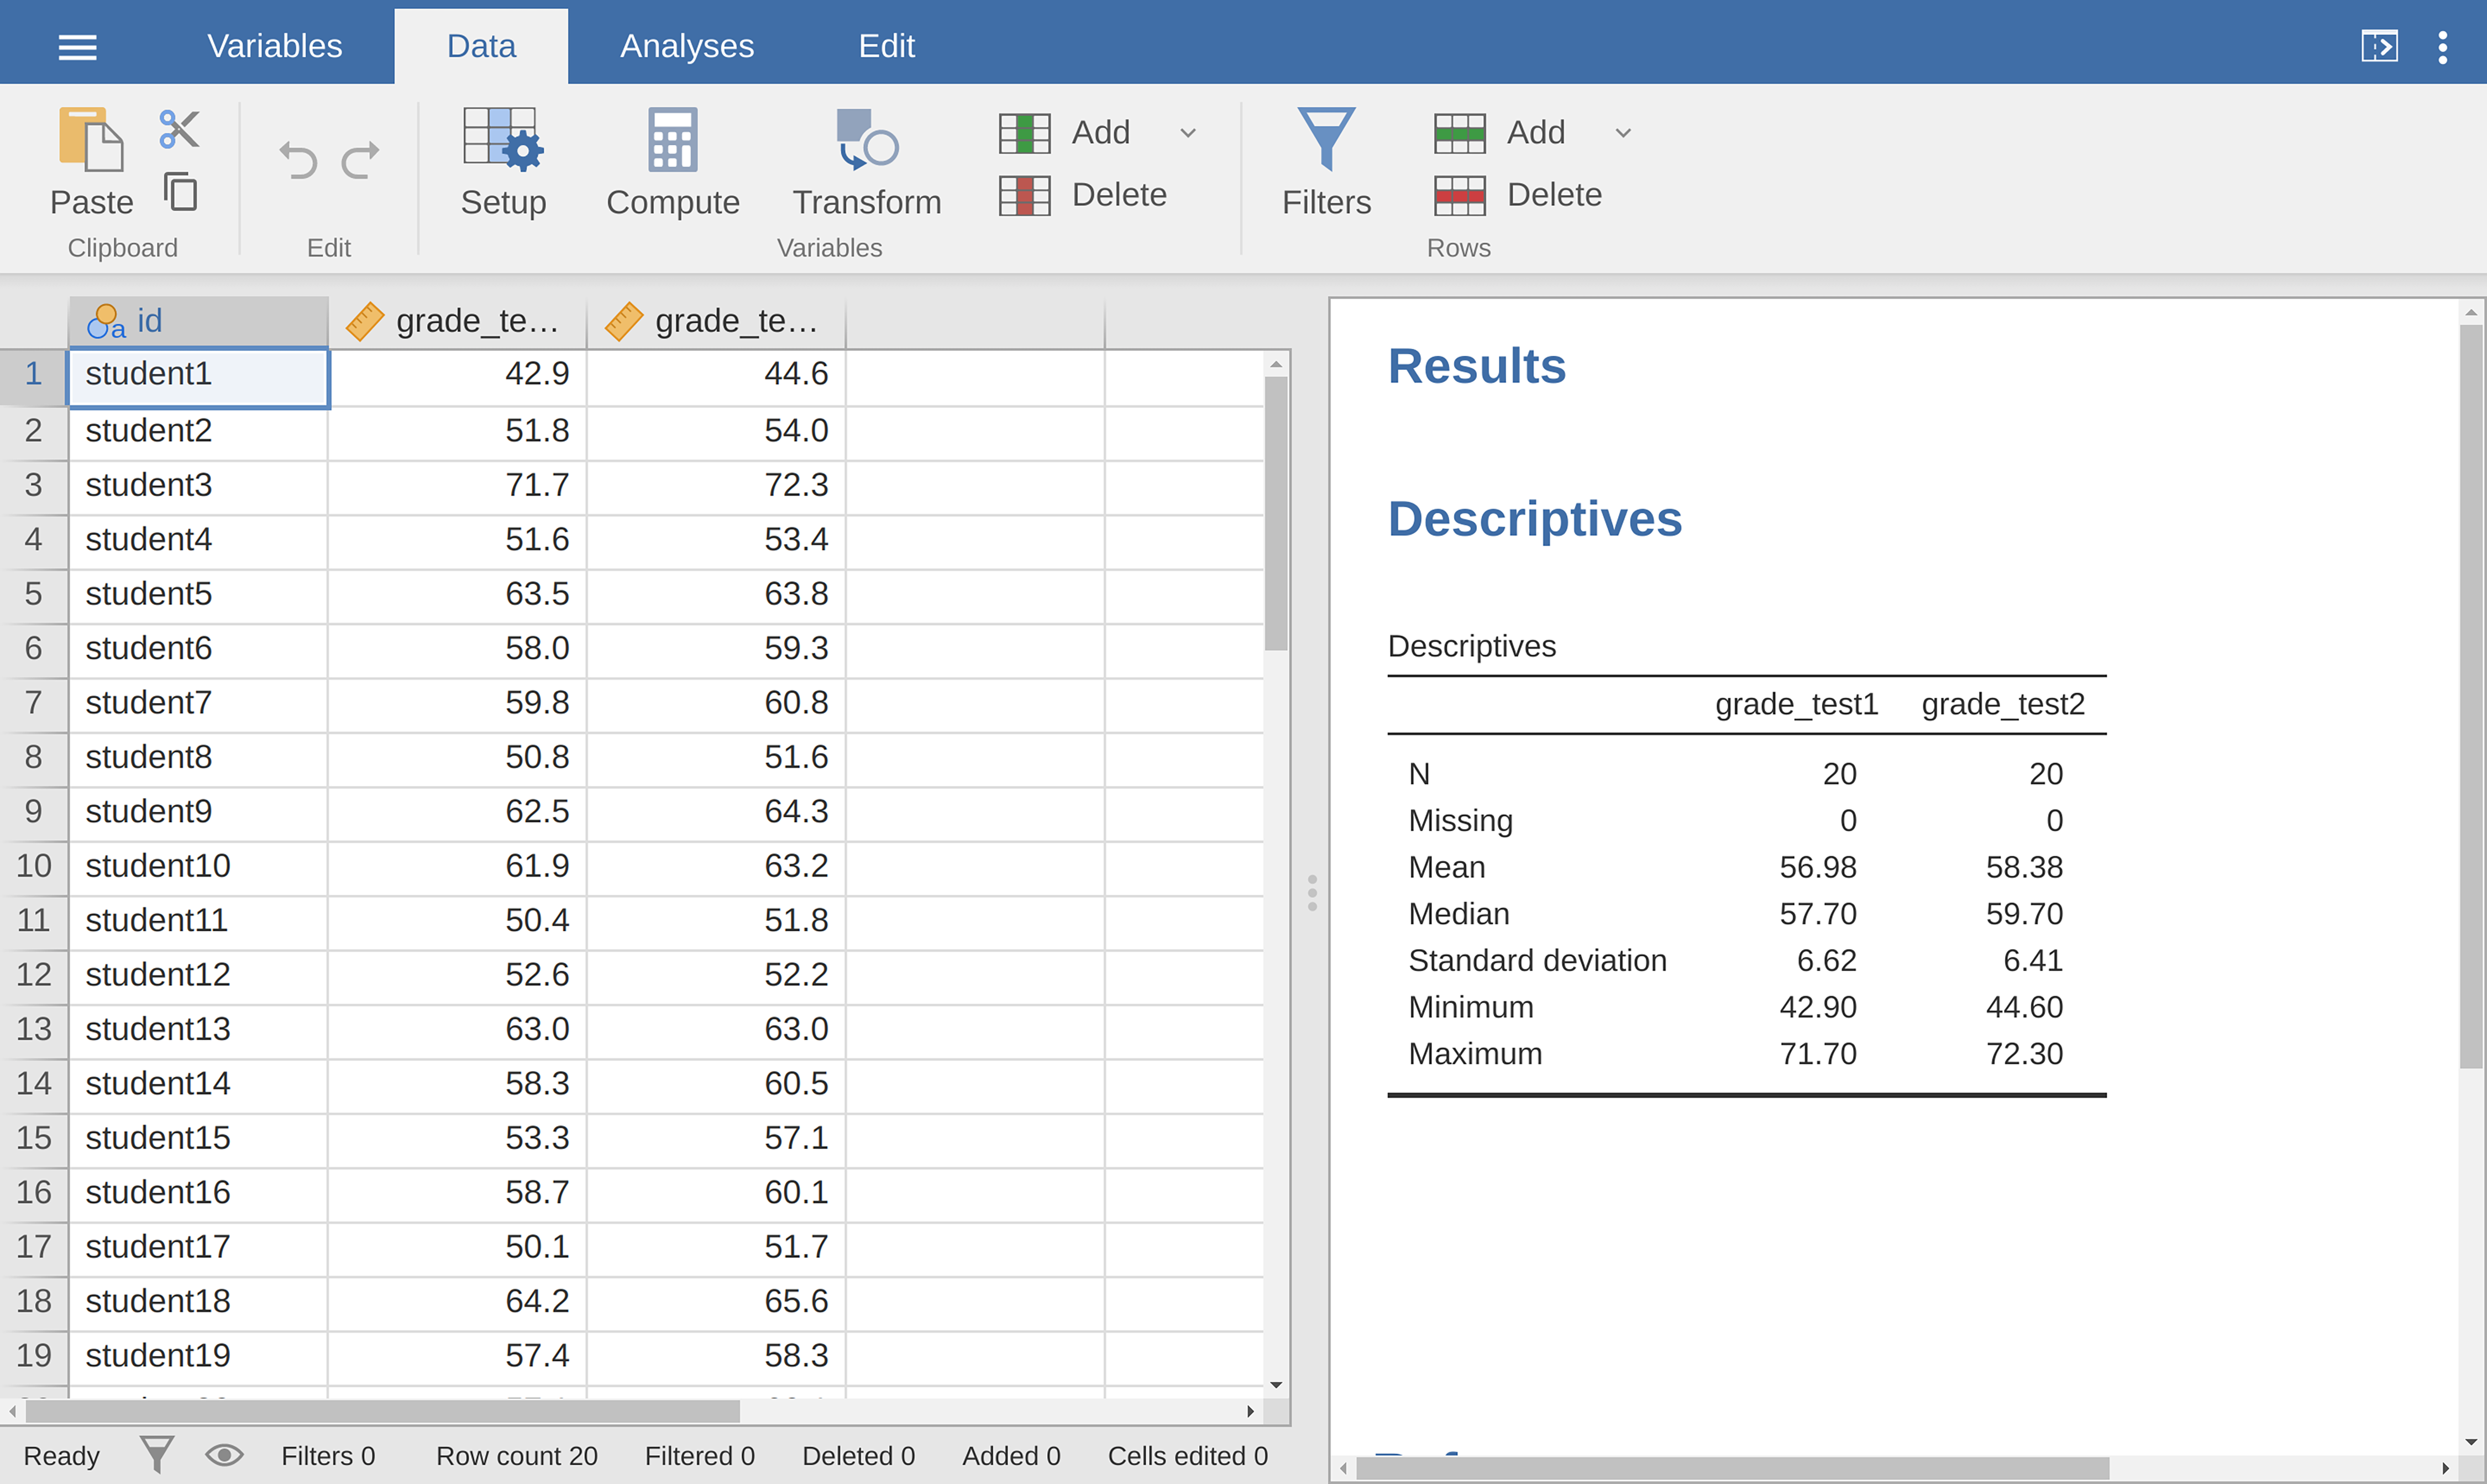 Variables Data Analyses Edit
Paste
Clipboard
Edit
Setup Compute Transform
Add
Delete
Variables
Filters
Add
Delete
Rows
a id grade_te... grade_te...
1 student1 42.9 44.6
2 student2 51.8 54.0
3 student3 71.7 72.3
4 student4 51.6 53.4
5 student5 63.5 63.8
6 student6 58.0 59.3
7 student7 59.8 60.8
8 student8 50.8 51.6
9 student9 62.5 64.3
10 student10 61.9 63.2
11 student11 50.4 51.8
12 student12 52.6 52.2
13 student13 63.0 63.0
14 student14 58.3 60.5
15 student15 53.3 57.1
16 student16 58.7 60.1
17 student17 50.1 51.7
18 student18 64.2 65.6
19 student19 57.4 58.3
Ready Filters 0 Row count 20 Filtered 0 Deleted 0 Added 0 Cells edited 0
Results
Descriptives
Descriptives
grade_test1 grade_test2
N 20 20
Missing 0 0
Mean 56.98 58.38
Median 57.70 59.70
Standard deviation 6.62 6.41
Minimum 42.90 44.60
Maximum 71.70 72.30